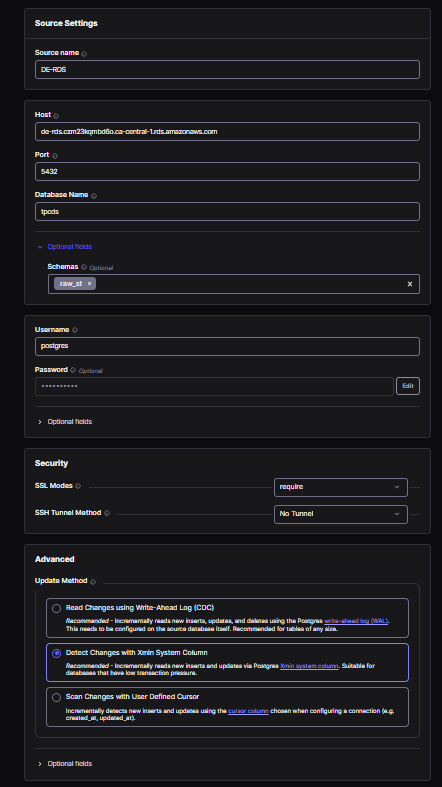 Source Settings
Source name
DE-RDS
Host
de-rds.czm23kqmbd6o.ca-central-1.rds.amazonaws.com
Port
5432
Database Name
tpcds
Optional fields
Schemas Optional
raw_st ×
Username
postgres
Password Optional
••••••••••
Edit
Optional fields
Security
SSL Modes
require
SSH Tunnel Method
No Tunnel
Advanced
Update Method
Read Changes using Write-Ahead Log (CDC)
Recommended - Incrementally reads new inserts, updates, and deletes using the Postgres write-ahead log (WAL).
This needs to be configured on the source database itself. Recommended for tables of any size.
Detect Changes with Xmin System Column
Recommended - Incrementally reads new inserts and updates via Postgres Xmin system column. Suitable for
databases that have low transaction pressure.
Scan Changes with User Defined Cursor
Incrementally detects new inserts and updates using the cursor column chosen when configuring a connection (e.g.
created_at, updated_at).
Optional fields